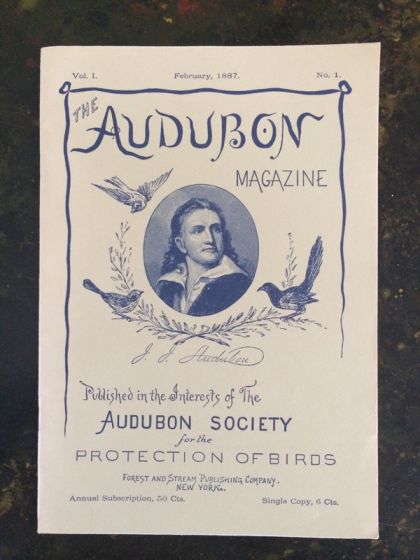 Vol. I. February, 1887. No. 1.
THE
AUDUBON
MAGAZINE
J. J. Audubon
Published in the Interests of The
AUDUBON SOCIETY
for the
PROTECTION OF BIRDS
FOREST AND STREAM PUBLISHING COMPANY.
NEW YORK.
Annual Subscription, 50 Cts. Single Copy, 6 Cts.